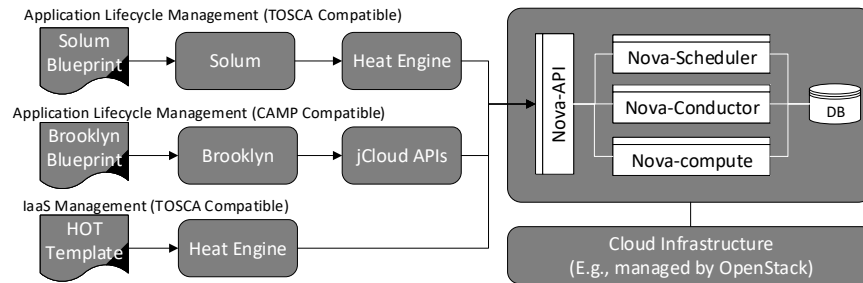 Application Lifecycle Management (TOSCA Compatible)
Solum
Blueprint
Solum
Heat Engine
Application Lifecycle Management (CAMP Compatible)
Brooklyn
Blueprint
Brooklyn
jCloud APIs
IaaS Management (TOSCA Compatible)
HOT
Template
Heat Engine
Nova-API
Nova-Scheduler
Nova-Conductor
Nova-compute
DB
Cloud Infrastructure
(E.g., managed by OpenStack)